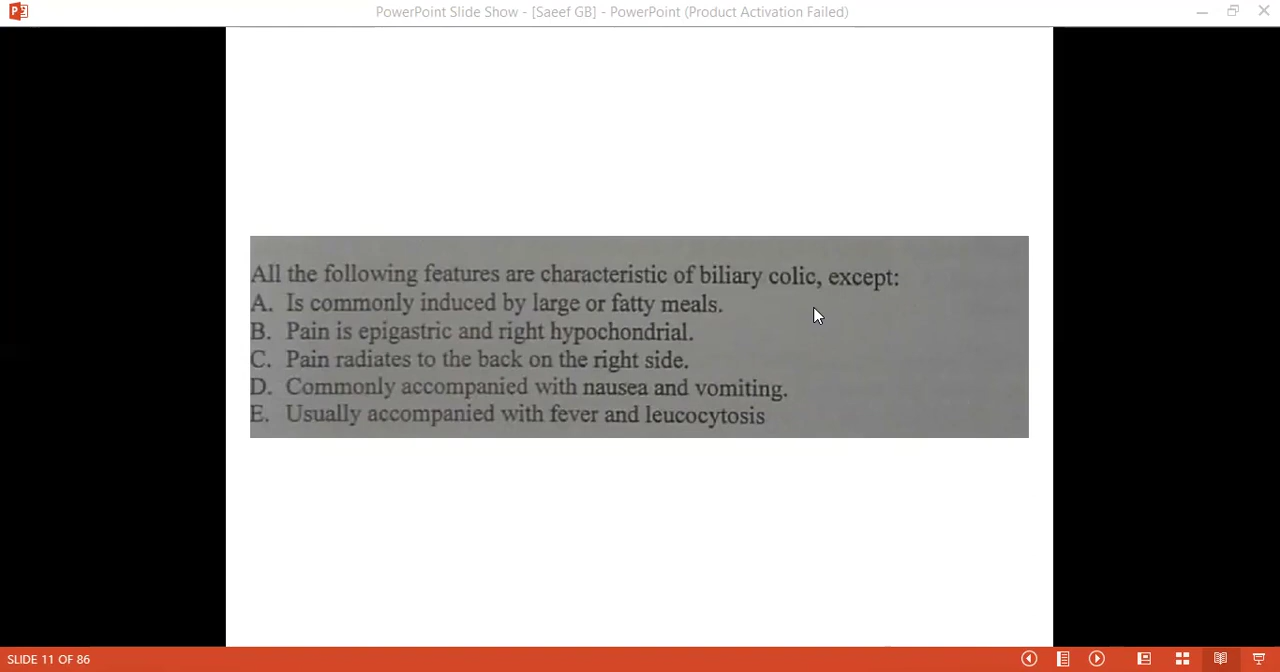 PowerPoint Slide Show - [Saeef GB] - PowerPoint (Product Activation Failed)
All the following features are characteristic of biliary colic, except:
A. Is commonly induced by large or fatty meals.
B. Pain is epigastric and right hypochondrial.
C. Pain radiates to the back on the right side.
D. Commonly accompanied with nausea and vomiting.
E. Usually accompanied with fever and leucocytosis
SLIDE 11 OF 86